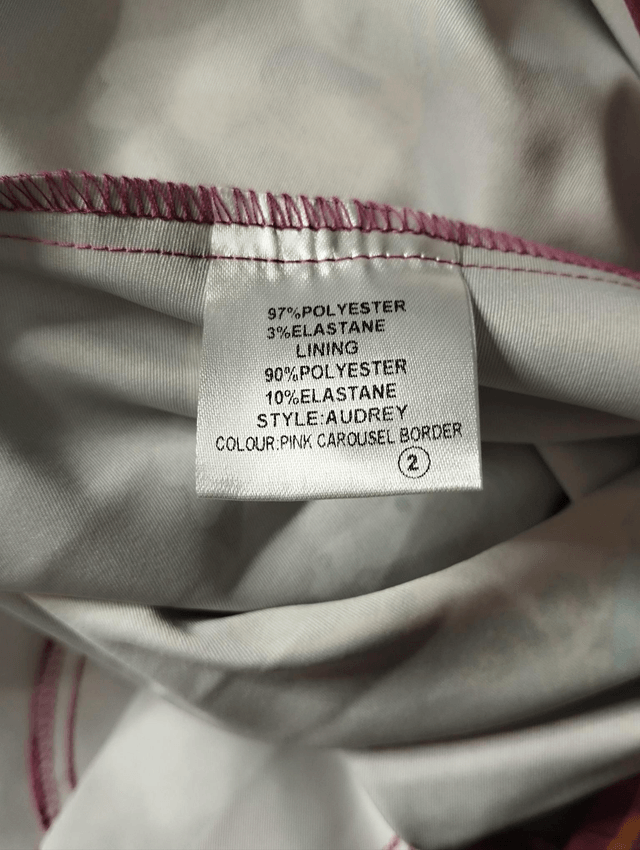 97%POLYESTER
3%ELASTANE
LINING
90%POLYESTER
10%ELASTANE
STYLE:AUDREY
COLOUR:PINK CAROUSEL BORDER
2